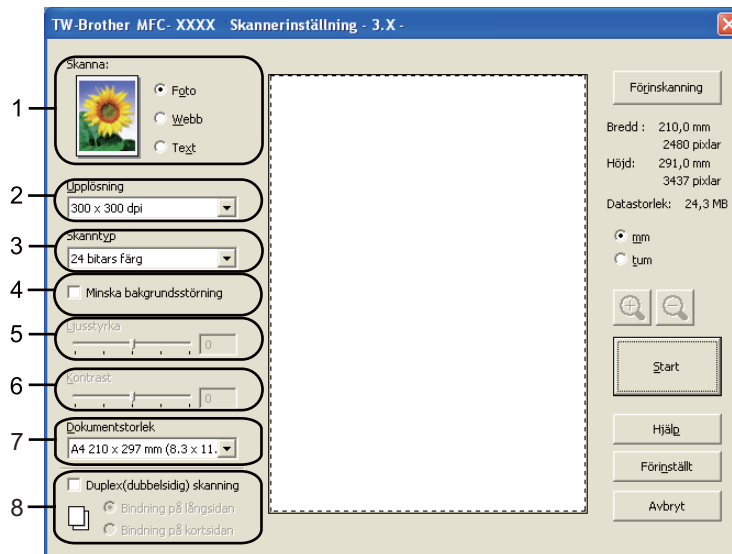 TW-Brother MFC- XXXX Skannerinställning - 3.X -
1
Skanna:
Foto
Webb
Text
2
Upplösning
300 x 300 dpi
3
Skanntyp
24 bitars färg
4
Minska bakgrundsstörning
5
Ljusstyrka
0
6
Kontrast
0
7
Dokumentstorlek
A4 210 x 297 mm (8.3 x 11.
8
Duplex(dubbelsidig) skanning
Bindning på långsidan
Bindning på kortsidan
Förinskanning
Bredd : 210,0 mm
2480 pixlar
Höjd: 291,0 mm
3437 pixlar
Datastorlek: 24,3 MB
mm
tum
Start
Hjälp
Förinställt
Avbryt